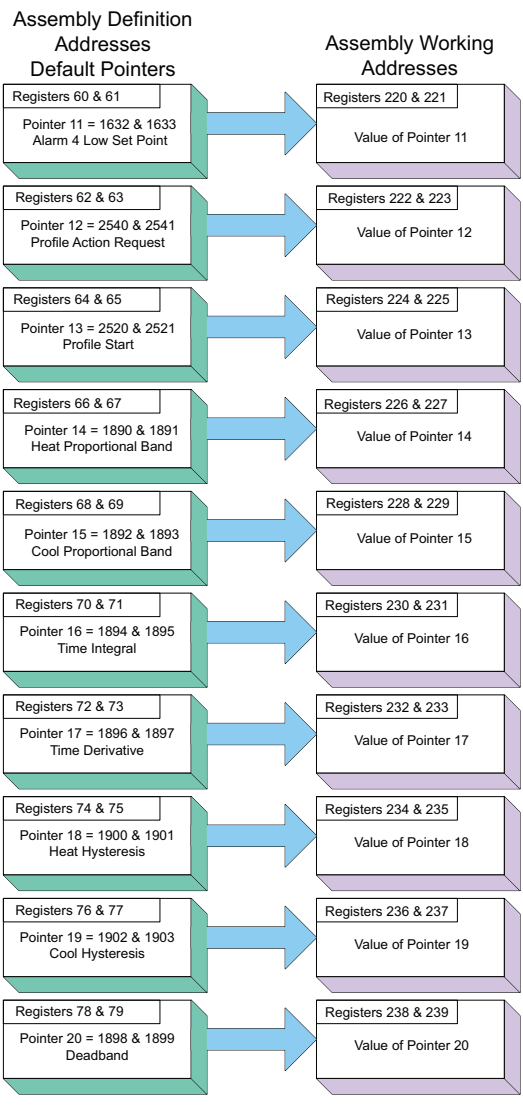 Assembly Definition
Addresses
Default Pointers
Assembly Working
Addresses
Registers 60 & 61
Pointer 11 = 1632 & 1633
Alarm 4 Low Set Point
Registers 220 & 221
Value of Pointer 11
Registers 62 & 63
Pointer 12 = 2540 & 2541
Profile Action Request
Registers 222 & 223
Value of Pointer 12
Registers 64 & 65
Pointer 13 = 2520 & 2521
Profile Start
Registers 224 & 225
Value of Pointer 13
Registers 66 & 67
Pointer 14 = 1890 & 1891
Heat Proportional Band
Registers 226 & 227
Value of Pointer 14
Registers 68 & 69
Pointer 15 = 1892 & 1893
Cool Proportional Band
Registers 228 & 229
Value of Pointer 15
Registers 70 & 71
Pointer 16 = 1894 & 1895
Time Integral
Registers 230 & 231
Value of Pointer 16
Registers 72 & 73
Pointer 17 = 1896 & 1897
Time Derivative
Registers 232 & 233
Value of Pointer 17
Registers 74 & 75
Pointer 18 = 1900 & 1901
Heat Hysteresis
Registers 234 & 235
Value of Pointer 18
Registers 76 & 77
Pointer 19 = 1902 & 1903
Cool Hysteresis
Registers 236 & 237
Value of Pointer 19
Registers 78 & 79
Pointer 20 = 1898 & 1899
Deadband
Registers 238 & 239
Value of Pointer 20